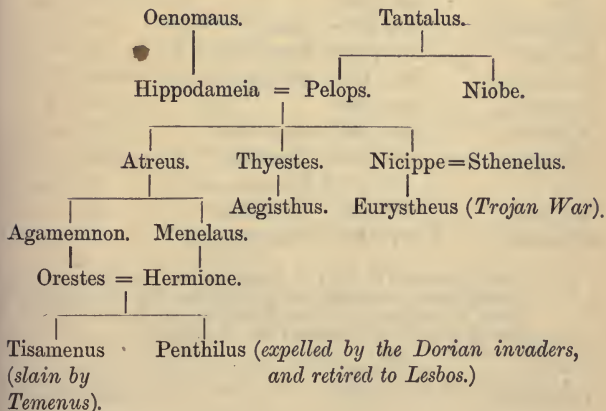 Oenomaus. Tantalus.
Hippodameia = Pelops. Niobe.
Atreus. Thyestes. Nicippe=Sthenelus.
Aegisthus. Eurystheus (Trojan War).
Agamemnon. Menelaus.
Orestes = Hermione.
Tisamenus Penthilus (expelled by the Dorian invaders,
(slain by and retired to Lesbos.)
Temenus).